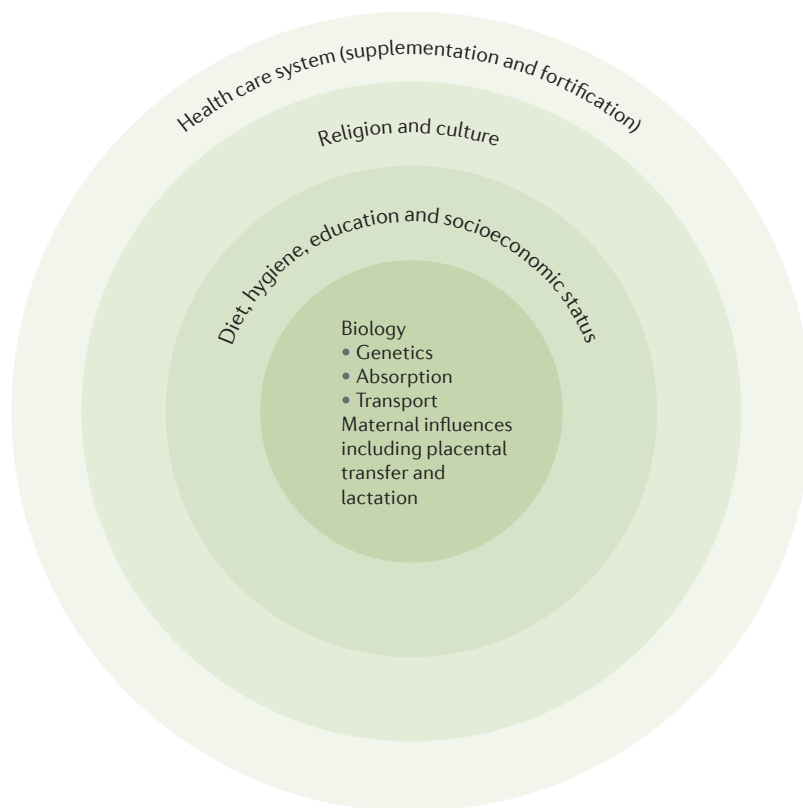 Health care system (supplementation and fortification)
Religion and culture
Diet, hygiene, education and socioeconomic status
Biology
• Genetics
• Absorption
• Transport
Maternal influences
including placental
transfer and
lactation